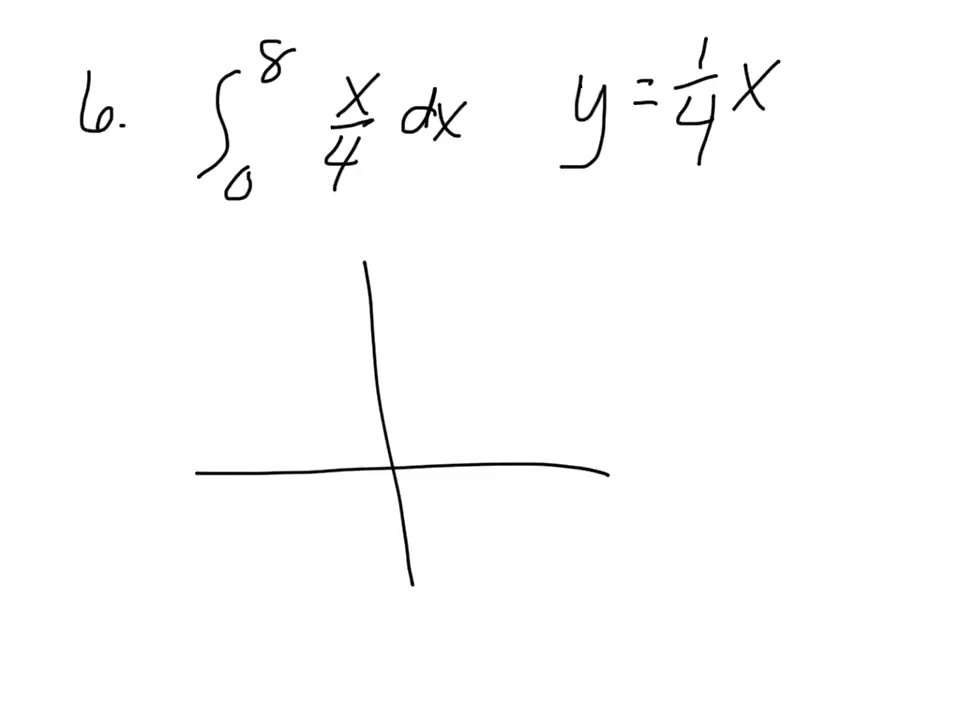 6. ∫₀⁸ x/4 dx y = 1/4 x